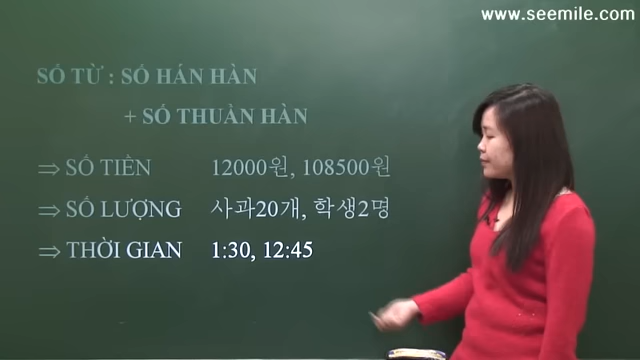 www.seemile.com
SỐ TỪ : SỐ HÁN HÀN
+ SỐ THUẦN HÀN
⇒ SỐ TIỀN 12000원, 108500원
⇒ SỐ LƯỢNG 사과20개, 학생2명
⇒ THỜI GIAN 1:30, 12:45